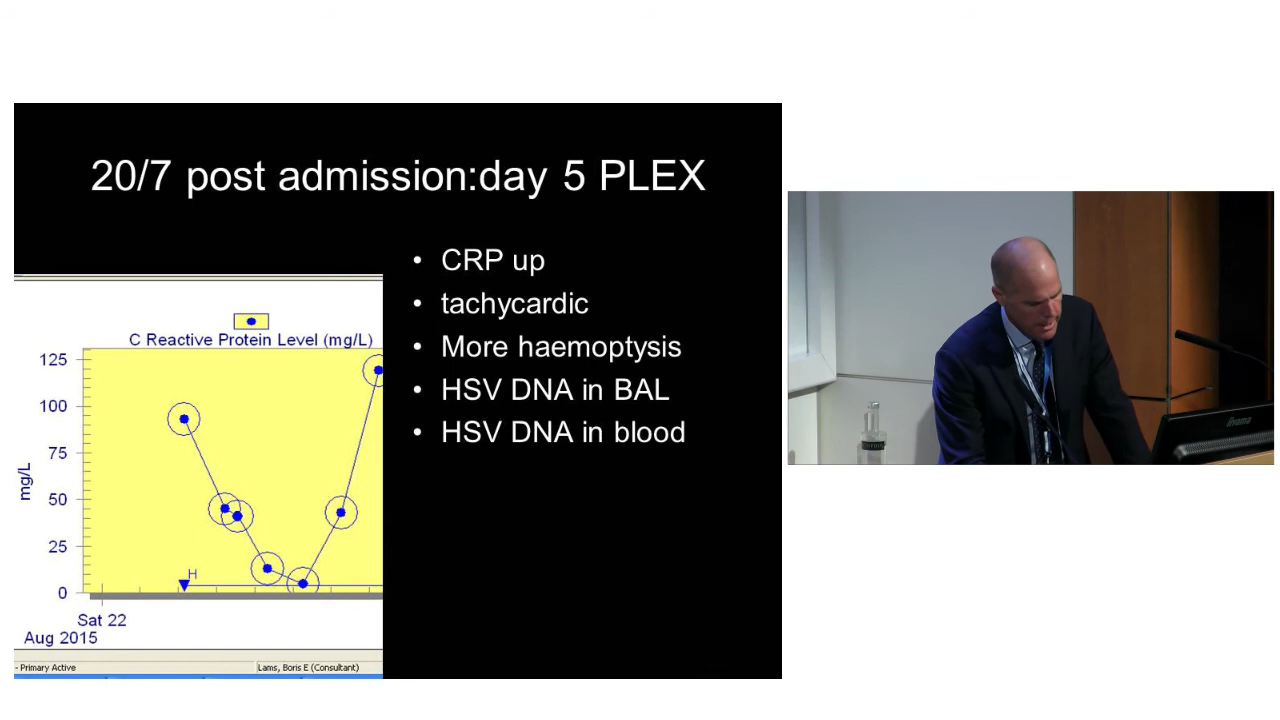 20/7 post admission:day 5 PLEX
• CRP up
• tachycardic
• More haemoptysis
• HSV DNA in BAL
• HSV DNA in blood
C Reactive Protein Level (mg/L)
125
100
75
50
25
0
mg/L
H
Sat 22
Aug 2015
- Primary Active
Lams, Boris E (Consultant)
iiyama